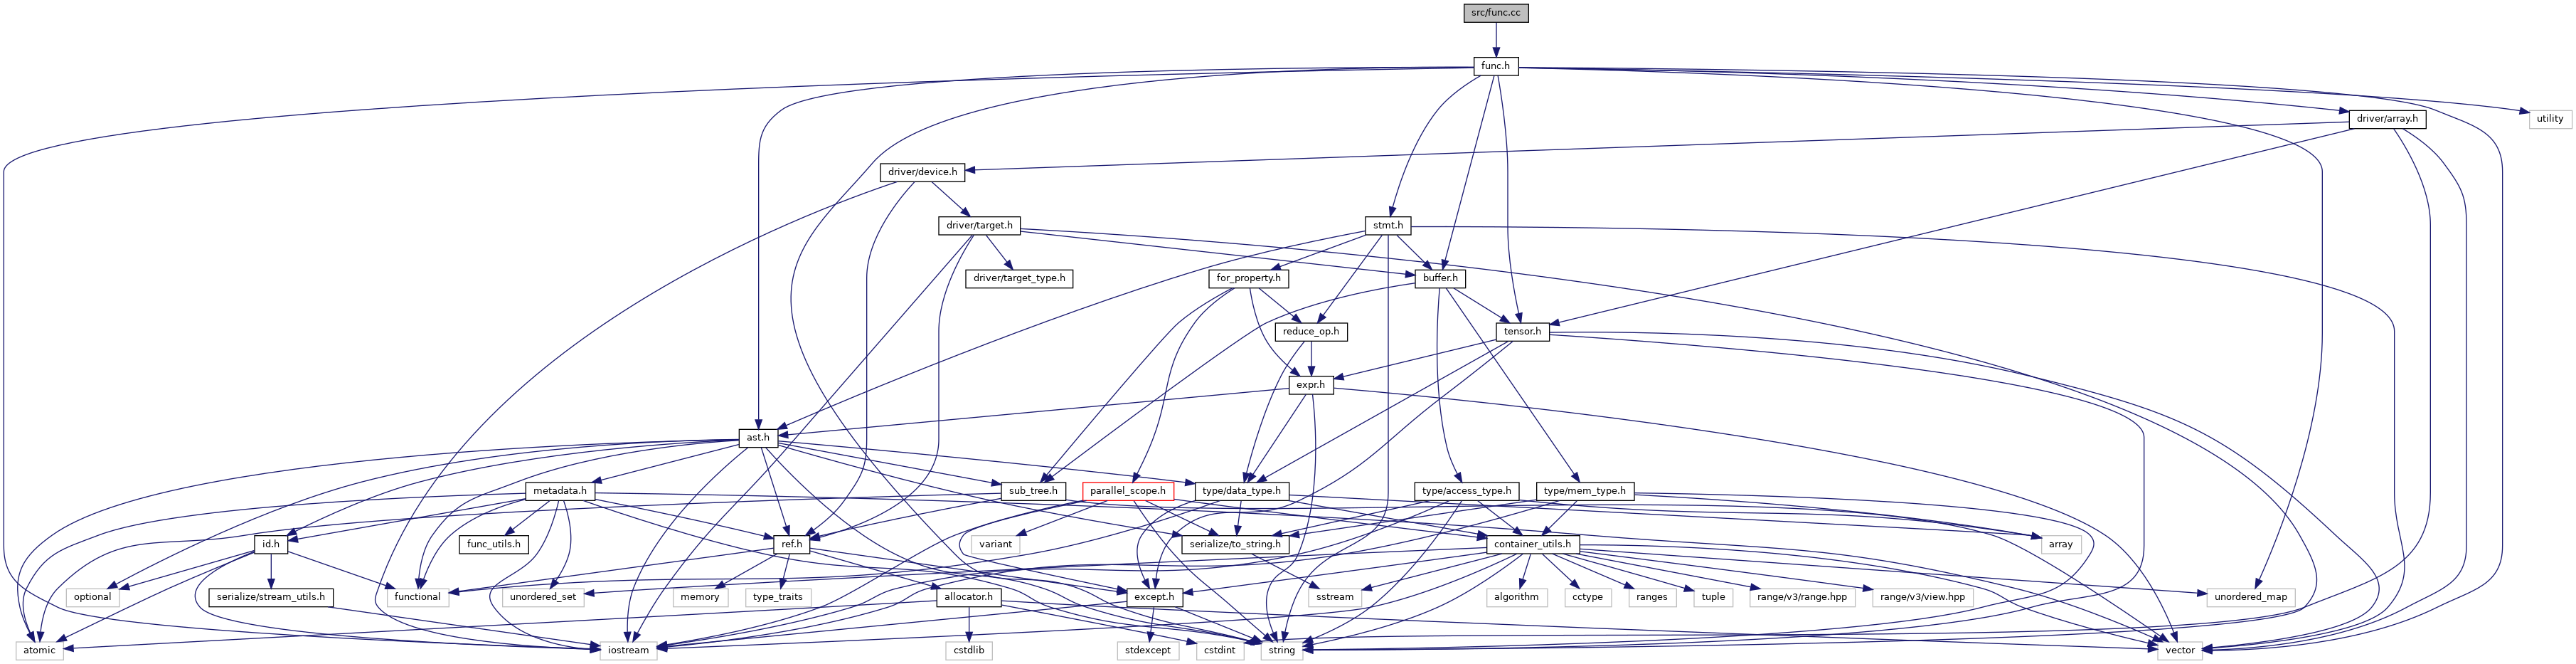 src/func.cc
func.h
utility
driver/array.h
driver/device.h
driver/target.h
stmt.h
driver/target_type.h
for_property.h
buffer.h
reduce_op.h
tensor.h
expr.h
ast.h
metadata.h
sub_tree.h
parallel_scope.h
type/data_type.h
type/access_type.h
type/mem_type.h
id.h
func_utils.h
ref.h
variant
serialize/to_string.h
container_utils.h
array
optional
serialize/stream_utils.h
functional
unordered_set
memory
type_traits
allocator.h
except.h
sstream
algorithm
cctype
ranges
tuple
range/v3/range.hpp
range/v3/view.hpp
unordered_map
atomic
iostream
cstdlib
stdexcept
cstdint
string
vector